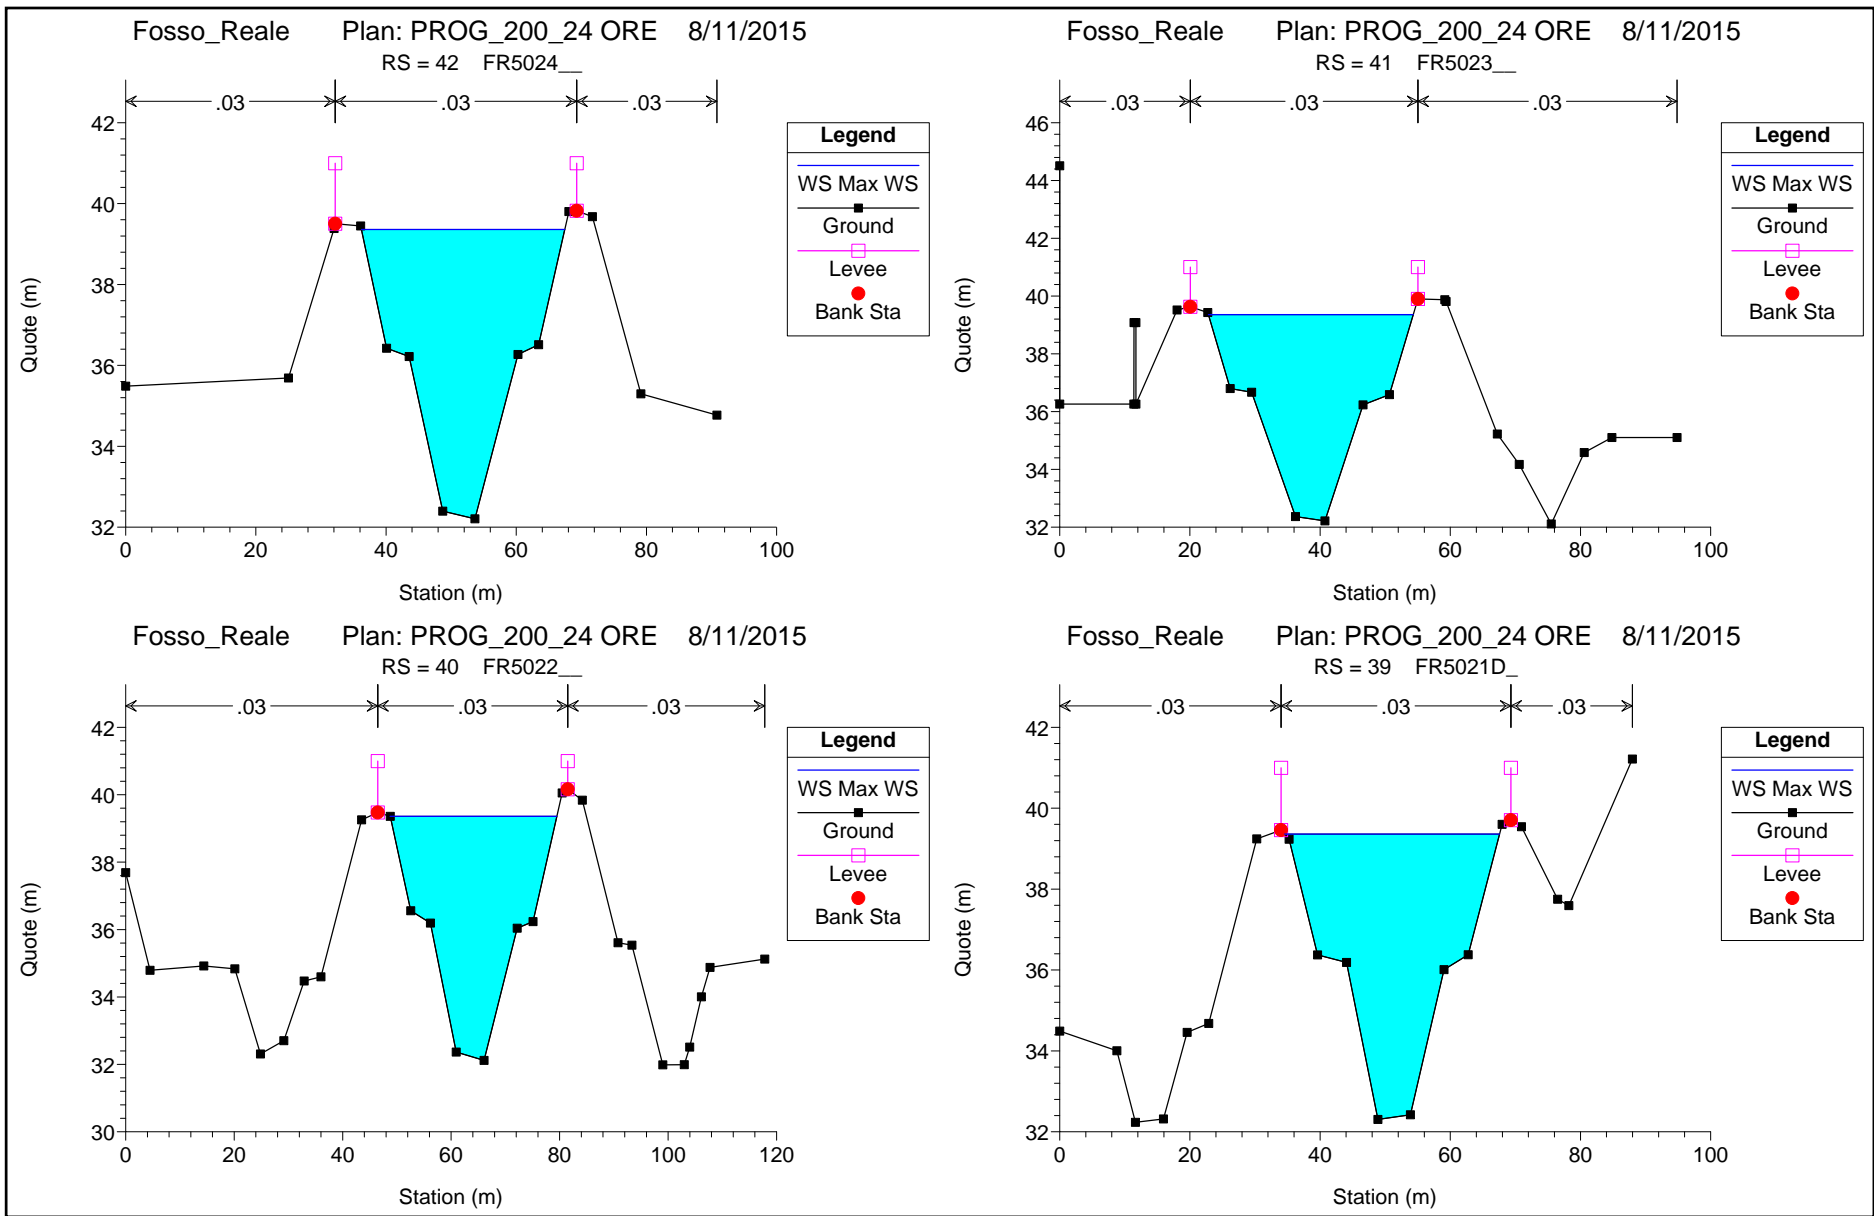 Fosso_Reale Plan: PROG_200_24 ORE 8/11/2015
RS = 42 FR5024__
.03 .03 .03
42
40
38
36
34
32
0 20 40 60 80 100
Station (m)
Quote (m)
Legend
WS Max WS
Ground
Levee
Bank Sta
Fosso_Reale Plan: PROG_200_24 ORE 8/11/2015
RS = 41 FR5023__
.03 .03 .03
46
44
42
40
38
36
34
32
0 20 40 60 80 100
Station (m)
Quote (m)
Legend
WS Max WS
Ground
Levee
Bank Sta
Fosso_Reale Plan: PROG_200_24 ORE 8/11/2015
RS = 40 FR5022__
.03 .03 .03
42
40
38
36
34
32
30
0 20 40 60 80 100 120
Station (m)
Quote (m)
Legend
WS Max WS
Ground
Levee
Bank Sta
Fosso_Reale Plan: PROG_200_24 ORE 8/11/2015
RS = 39 FR5021D_
.03 .03 .03
42
40
38
36
34
32
0 20 40 60 80 100
Station (m)
Quote (m)
Legend
WS Max WS
Ground
Levee
Bank Sta